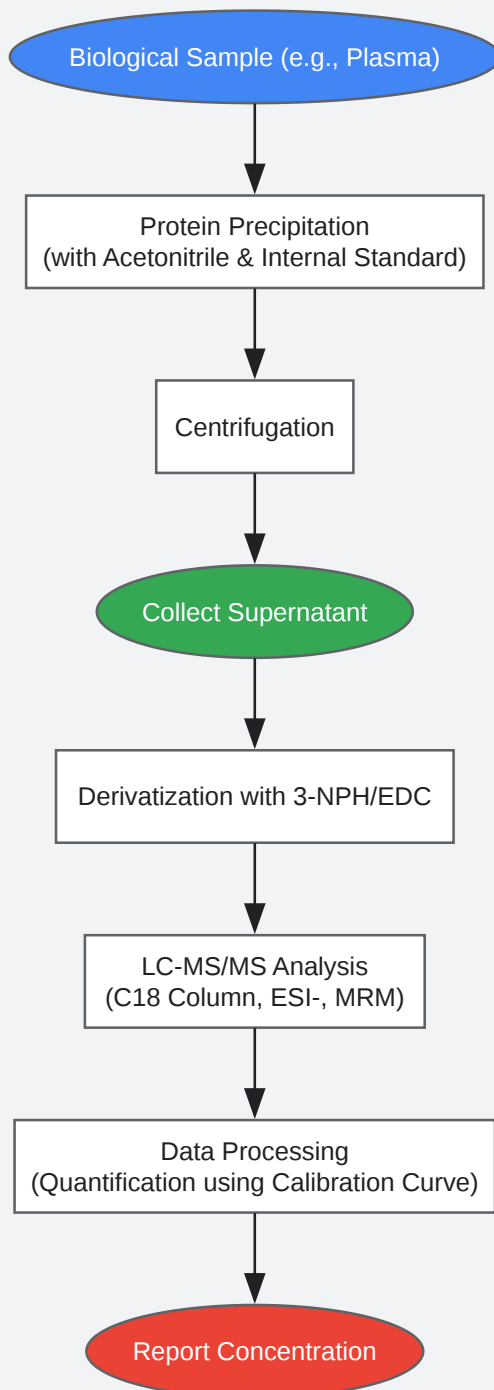 Biological Sample (e.g., Plasma)
Protein Precipitation
(with Acetonitrile & Internal Standard)
Centrifugation
Collect Supernatant
Derivatization with 3-NPH/EDC
LC-MS/MS Analysis
(C18 Column, ESI-, MRM)
Data Processing
(Quantification using Calibration Curve)
Report Concentration